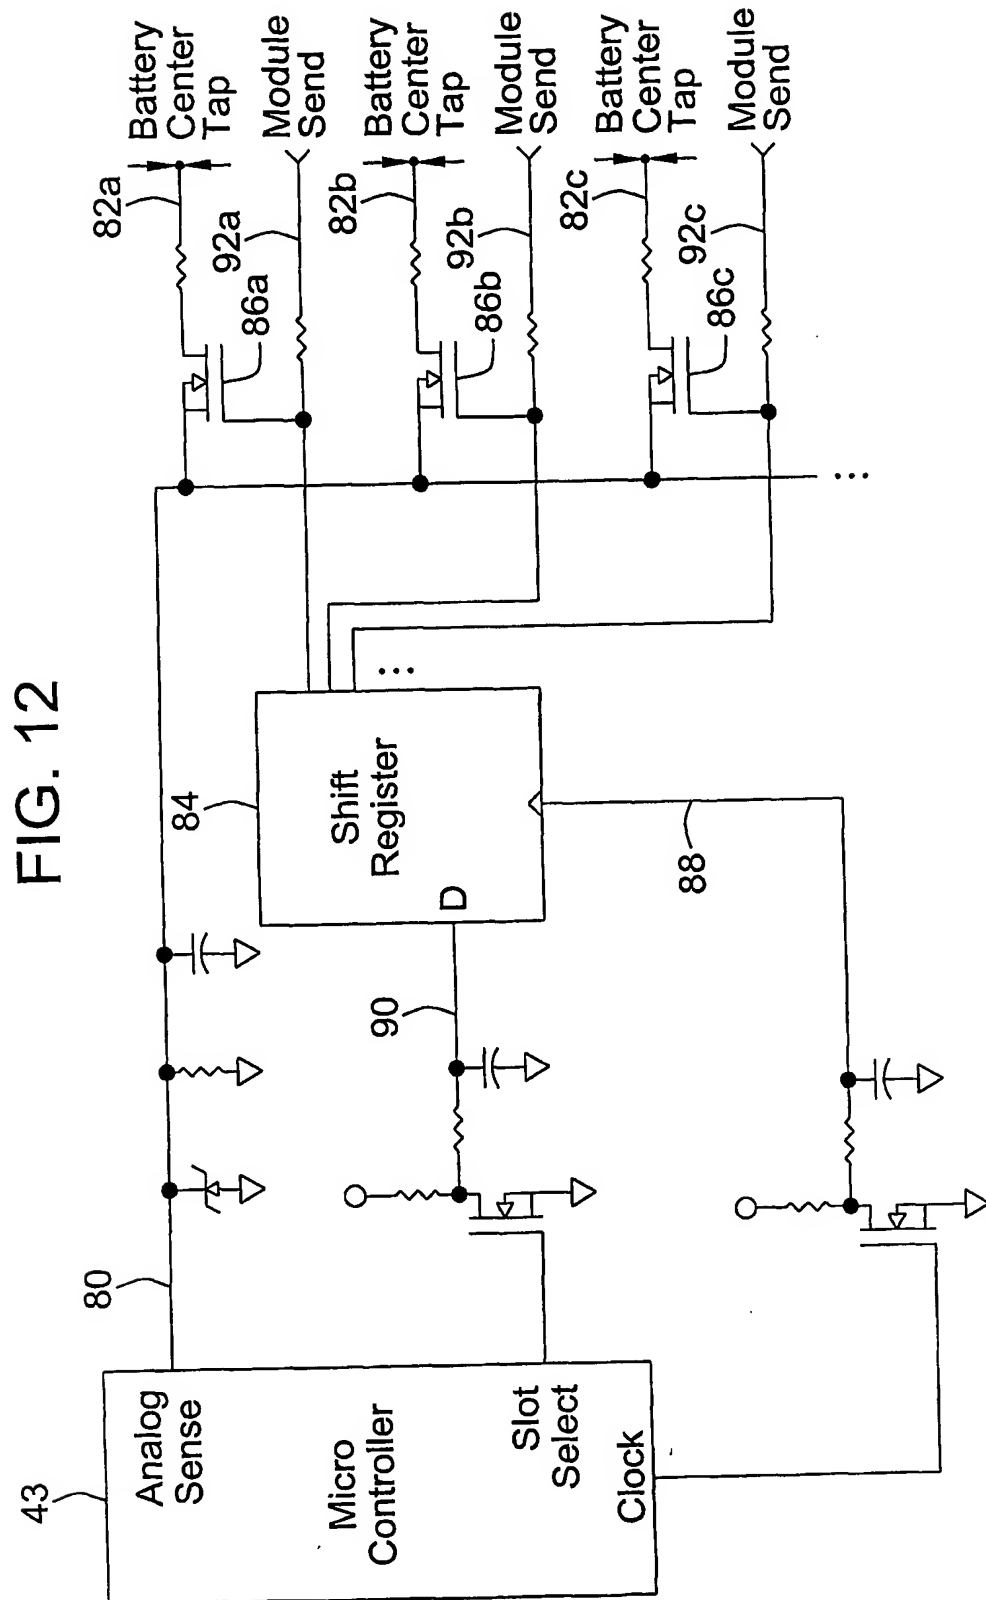 FIG. 12
43
Analog
Sense
Micro
Controller
Slot
Select
Clock
80
90
84
Shift
Register
D
88
...
...
82a
Battery
Center
Tap
92a
Module
Send
86a
82b
Battery
Center
Tap
92b
Module
Send
86b
82c
Battery
Center
Tap
92c
Module
Send
86c